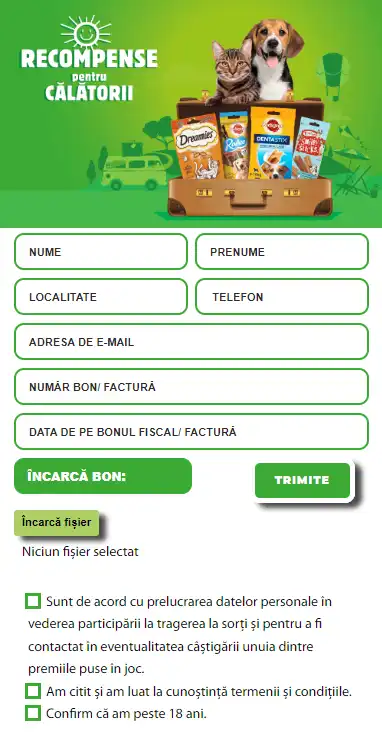 RECOMPENSE
pentru
CĂLĂTORII
Dreamies
Pedigree
Rodeo
Pedigree
DENTASTIX
NUME
PRENUME
LOCALITATE
TELEFON
ADRESA DE E-MAIL
NUMĂR BON/ FACTURĂ
DATA DE PE BONUL FISCAL/ FACTURĂ
ÎNCARCĂ BON:
TRIMITE
Încarcă fișier
Niciun fișier selectat
Sunt de acord cu prelucrarea datelor personale în
vederea participării la tragerea la sorți și pentru a fi
contactat în eventualitatea câștigării unuia dintre
premiile puse în joc.
Am citit și am luat la cunoștință termenii și condițiile.
Confirm că am peste 18 ani.